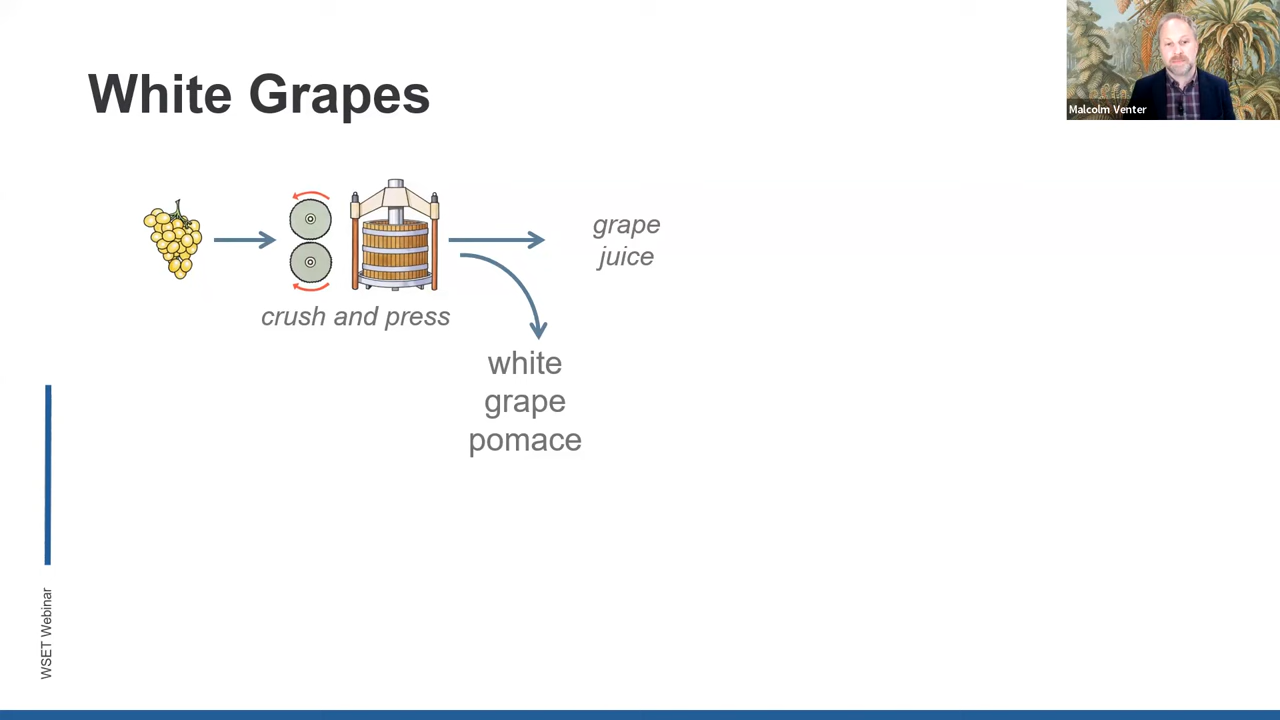 White Grapes
Malcolm Venter
grape
juice
crush and press
white
grape
pomace
WSET Webinar